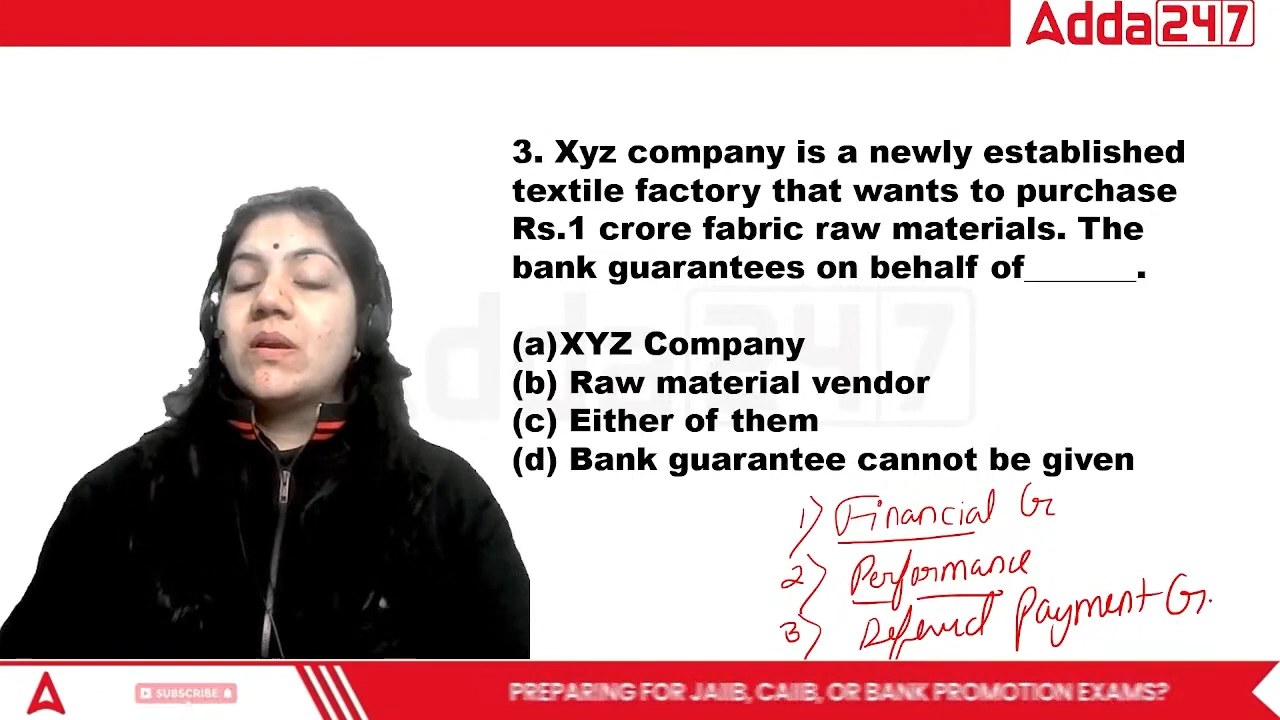 Adda247
3. Xyz company is a newly established
textile factory that wants to purchase
Rs.1 crore fabric raw materials. The
bank guarantees on behalf of_______.
(a)XYZ Company
(b) Raw material vendor
(c) Either of them
(d) Bank guarantee cannot be given
1) Financial G
2) Performance
3) Deferred Payment G.
SUBSCRIBE
PREPARING FOR JAIIB, CAIIB, OR BANK PROMOTION EXAMS?